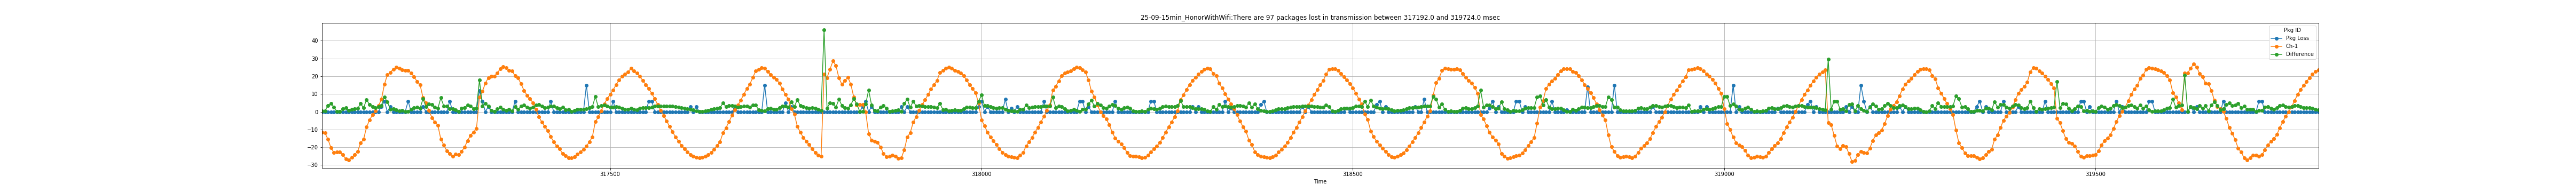 25-09-15min_HonorWithWifi:There are 97 packages lost in transmission between 317192.0 and 319724.0 msec
Pkg ID
Pkg Loss
Ch-1
Difference
40
30
20
10
0
−10
−20
−30
317500
318000
318500
319000
319500
Time